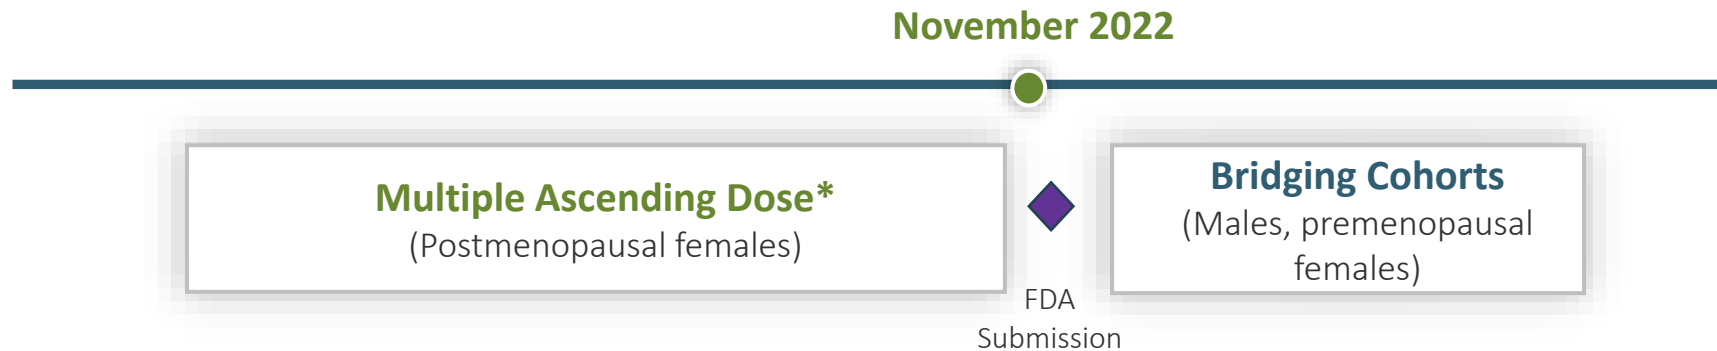 November 2022
Multiple Ascending Dose*
(Postmenopausal females)
FDA
Submission
Bridging Cohorts
(Males, premenopausal
females)